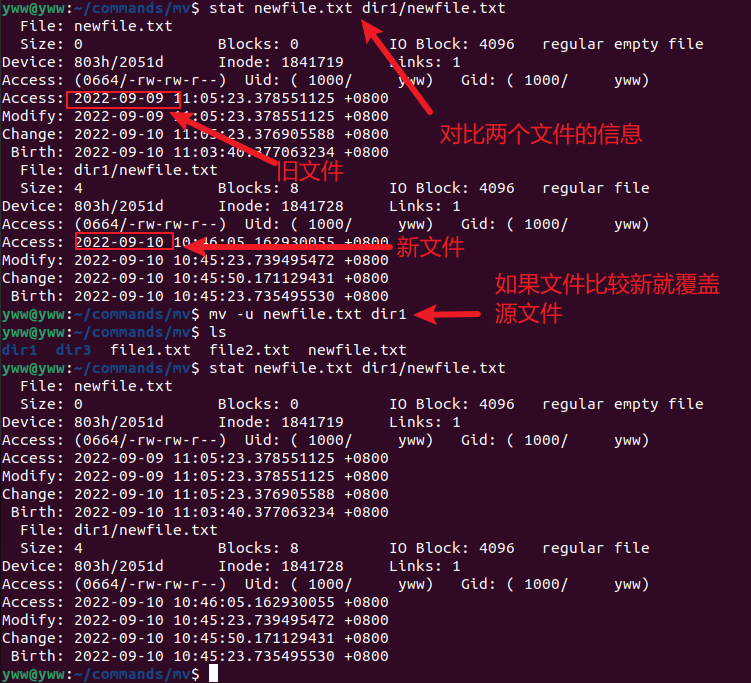 yww@yww:~/commands/mv$ stat newfile.txt dir1/newfile.txt
File: newfile.txt
Size: 0 Blocks: 0 IO Block: 4096 regular empty file
Device: 803h/2051d Inode: 1841719 Links: 1
Access: (0664/-rw-rw-r--) Uid: ( 1000/ yww) Gid: ( 1000/ yww)
Access: 2022-09-09 11:05:23.378551125 +0800
Modify: 2022-09-09 11:05:23.378551125 +0800
Change: 2022-09-10 11:05:23.376905588 +0800
对比两个文件的信息
Birth: 2022-09-10 11:03:40.377063234 +0800
File: dir1/newfile.txt
旧文件
Size: 4 Blocks: 8 IO Block: 4096 regular file
Device: 803h/2051d Inode: 1841728 Links: 1
Access: (0664/-rw-rw-r--) Uid: ( 1000/ yww) Gid: ( 1000/ yww)
Access: 2022-09-10 10:46:05.162930055 +0800
新文件
Modify: 2022-09-10 10:45:23.739495472 +0800
Change: 2022-09-10 10:45:50.171129431 +0800
如果文件比较新就覆盖
Birth: 2022-09-10 10:45:23.735495530 +0800
yww@yww:~/commands/mv$ mv -u newfile.txt dir1
源文件
yww@yww:~/commands/mv$ ls
dir1 dir3 file1.txt file2.txt newfile.txt
yww@yww:~/commands/mv$ stat newfile.txt dir1/newfile.txt
File: newfile.txt
Size: 0 Blocks: 0 IO Block: 4096 regular empty file
Device: 803h/2051d Inode: 1841719 Links: 1
Access: (0664/-rw-rw-r--) Uid: ( 1000/ yww) Gid: ( 1000/ yww)
Access: 2022-09-09 11:05:23.378551125 +0800
Modify: 2022-09-09 11:05:23.378551125 +0800
Change: 2022-09-10 11:05:23.376905588 +0800
Birth: 2022-09-10 11:03:40.377063234 +0800
File: dir1/newfile.txt
Size: 4 Blocks: 8 IO Block: 4096 regular file
Device: 803h/2051d Inode: 1841728 Links: 1
Access: (0664/-rw-rw-r--) Uid: ( 1000/ yww) Gid: ( 1000/ yww)
Access: 2022-09-10 10:46:05.162930055 +0800
Modify: 2022-09-10 10:45:23.739495472 +0800
Change: 2022-09-10 10:45:50.171129431 +0800
Birth: 2022-09-10 10:45:23.735495530 +0800
yww@yww:~/commands/mv$